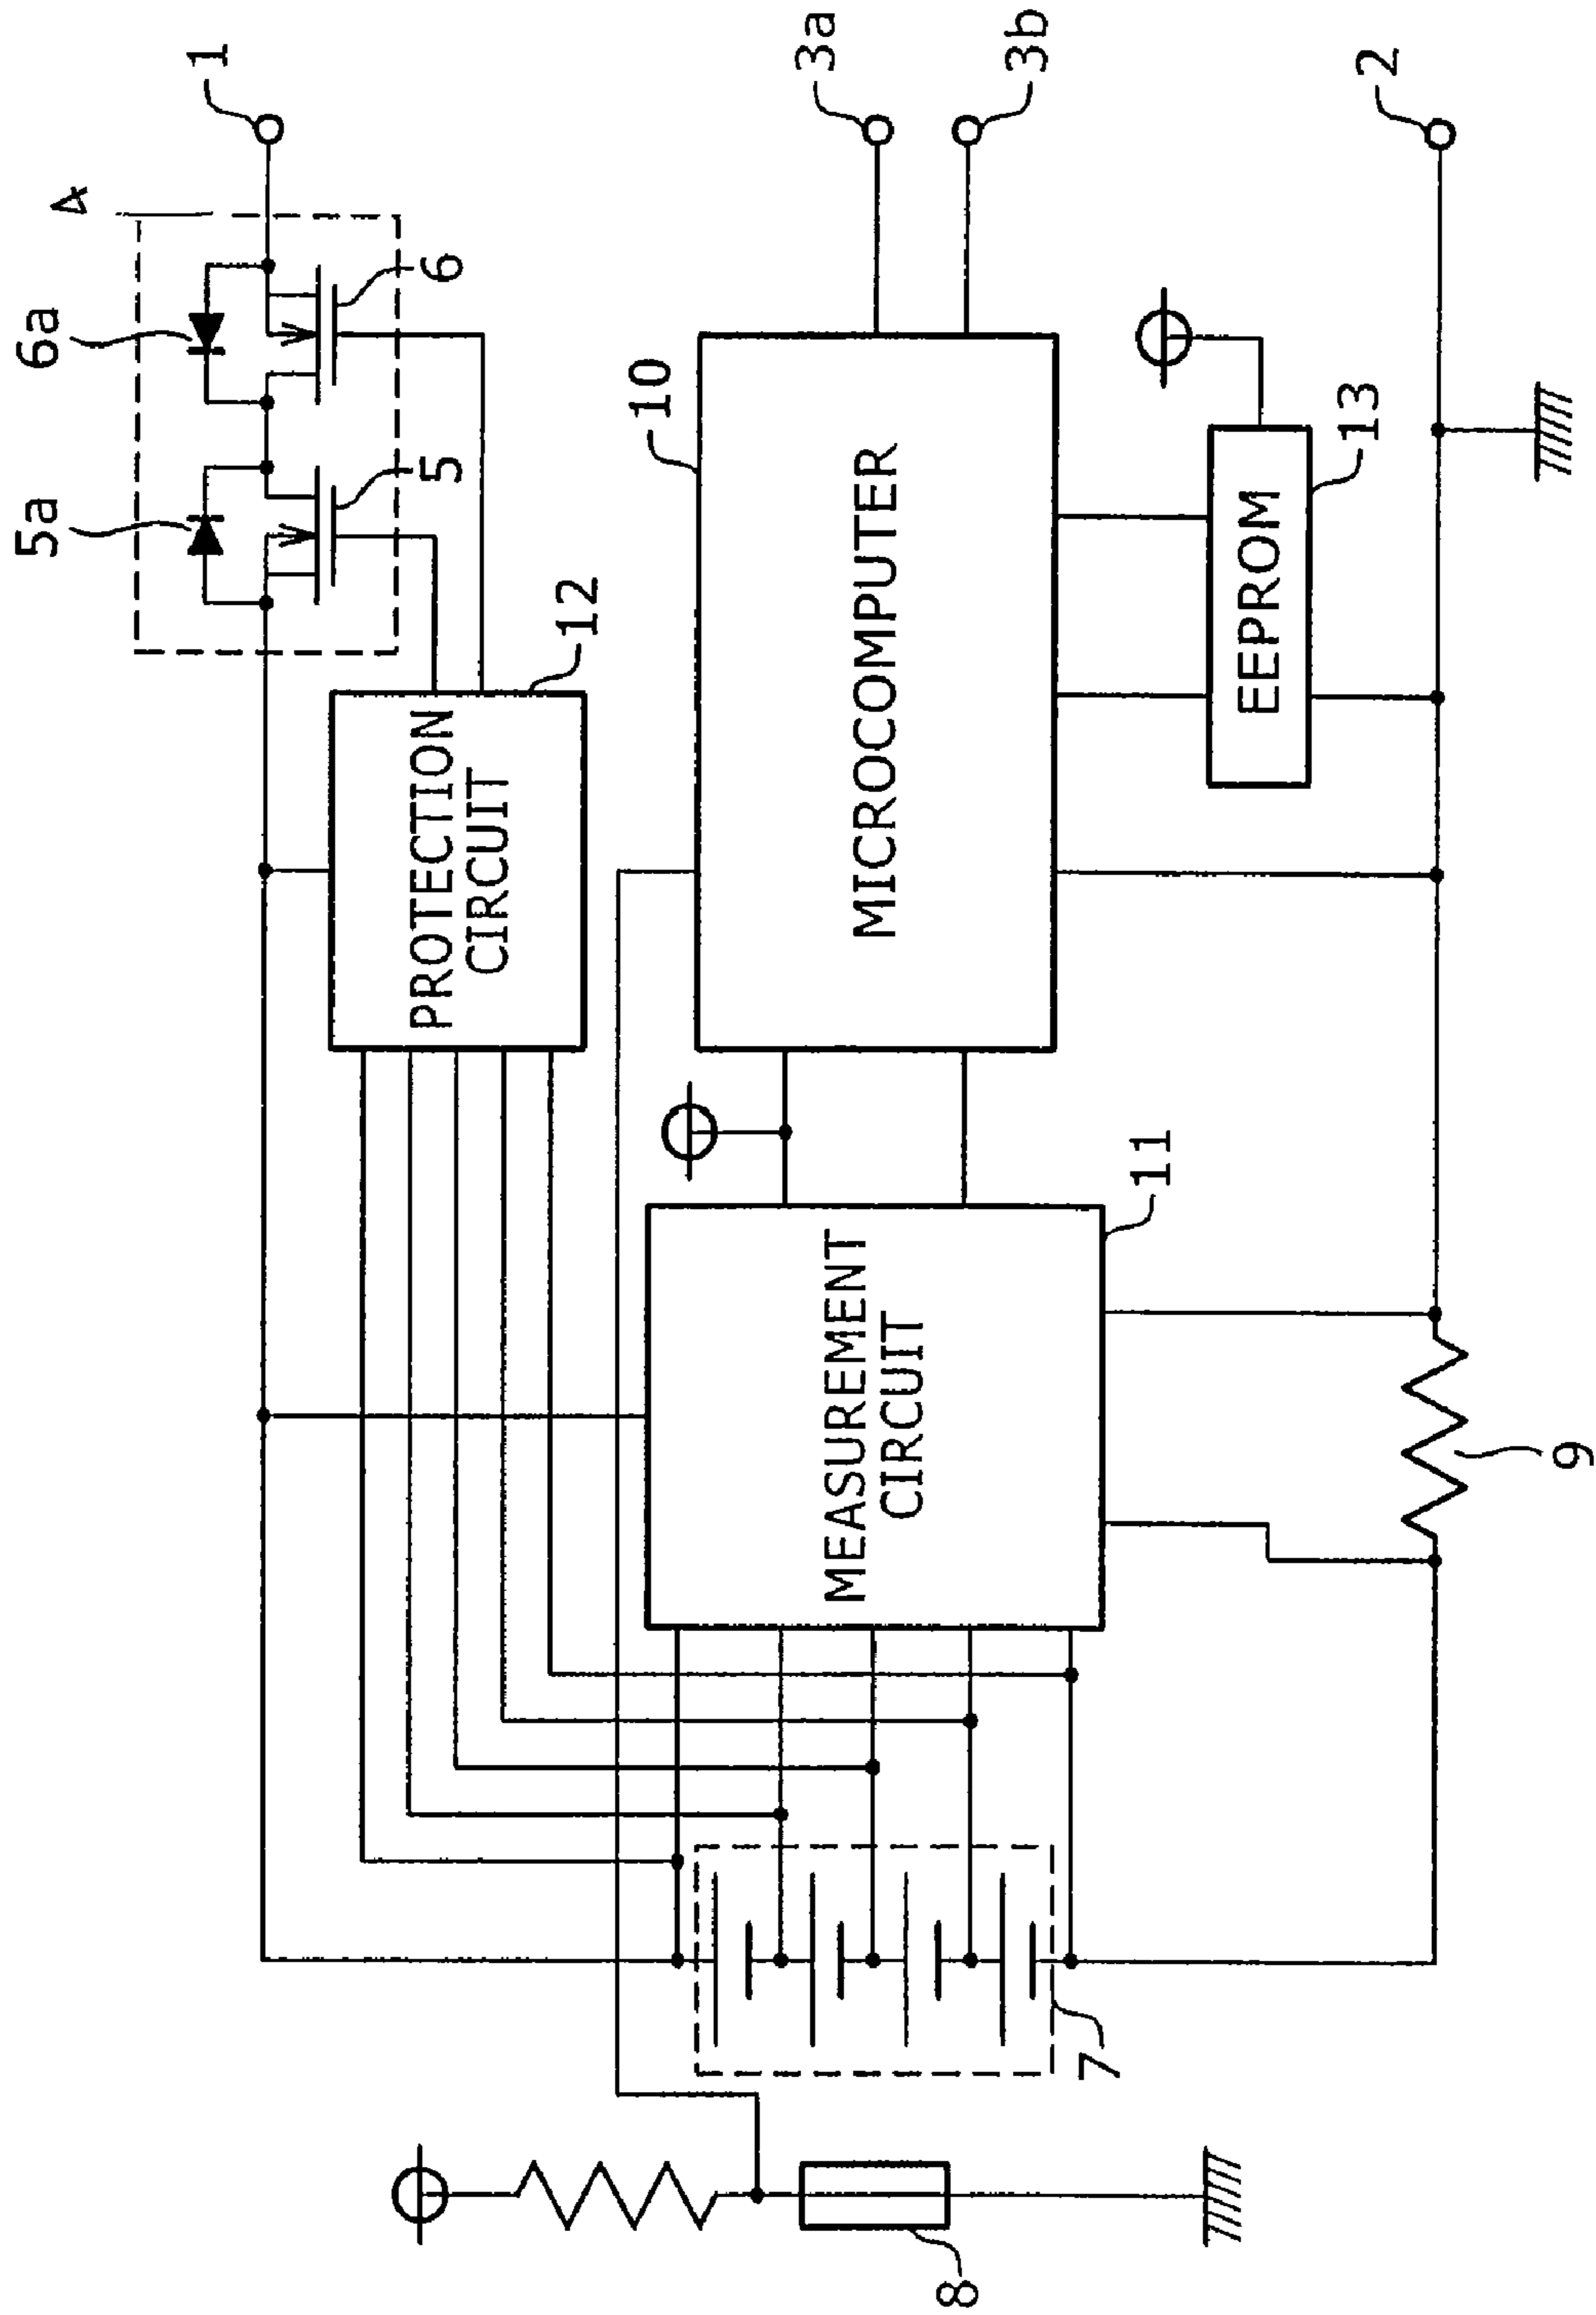 5a
6a
4
1
5
6
PROTECTION
CIRCUIT
12
10
3a
MEASUREMENT
CIRCUIT
MICROCOMPUTER
8
3b
7
11
EEPROM
13
2
9